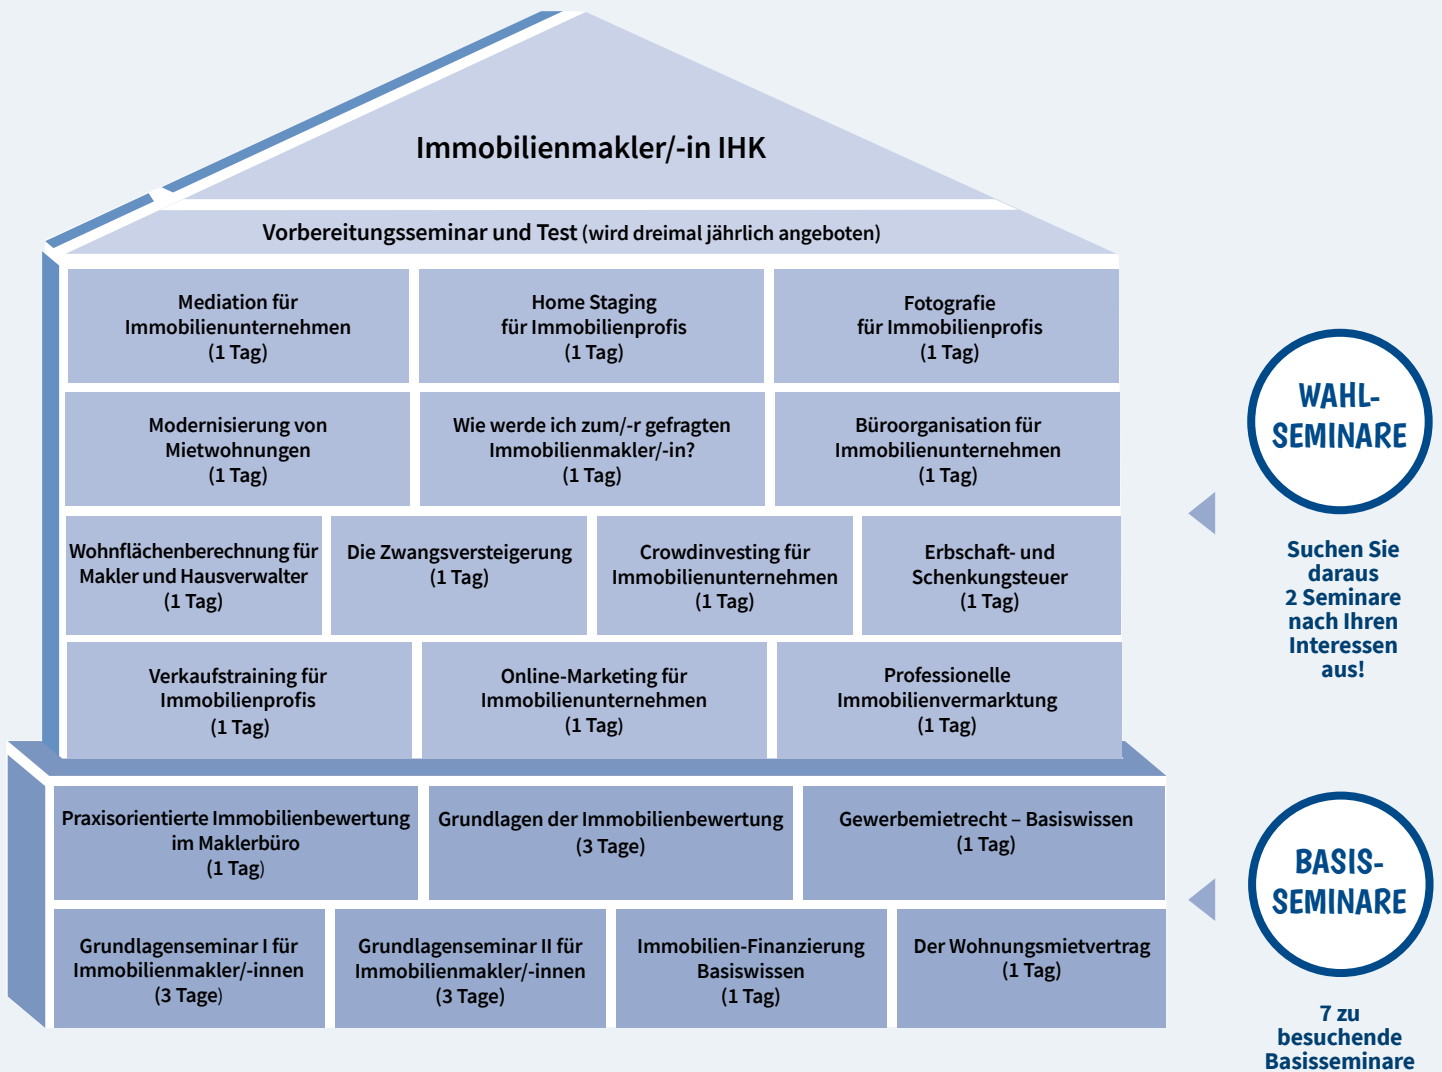 Immobilienmakler/-in IHK
Vorbereitungsseminar und Test (wird dreimal jährlich angeboten)
Mediation für
Immobilienunternehmen
(1 Tag)
Home Staging
für Immobilienprofis
(1 Tag)
Fotografie
für Immobilienprofis
(1 Tag)
Modernisierung von
Mietwohnungen
(1 Tag)
Wie werde ich zum/-r gefragten
Immobilienmakler/-in?
(1 Tag)
Büroorganisation für
Immobilienunternehmen
(1 Tag)
Wohnflächenberechnung für
Makler und Hausverwalter
(1 Tag)
Die Zwangsversteigerung
(1 Tag)
Crowdinvesting für
Immobilienunternehmen
(1 Tag)
Erbschaft- und
Schenkungsteuer
(1 Tag)
Verkaufstraining für
Immobilienprofis
(1 Tag)
Online-Marketing für
Immobilienunternehmen
(1 Tag)
Professionelle
Immobilienvermarktung
(1 Tag)
WAHL-
SEMINARE
Suchen Sie
daraus
2 Seminare
nach Ihren
Interessen
aus!
Praxisorientierte Immobilienbewertung
im Maklerbüro
(1 Tag)
Grundlagen der Immobilienbewertung
(3 Tage)
Gewerbemietrecht – Basiswissen
(1 Tag)
Grundlagenseminar I für
Immobilienmakler/-innen
(3 Tage)
Grundlagenseminar II für
Immobilienmakler/-innen
(3 Tage)
Immobilien-Finanzierung
Basiswissen
(1 Tag)
Der Wohnungsmietvertrag
(1 Tag)
BASIS-
SEMINARE
7 zu
besuchende
Basisseminare